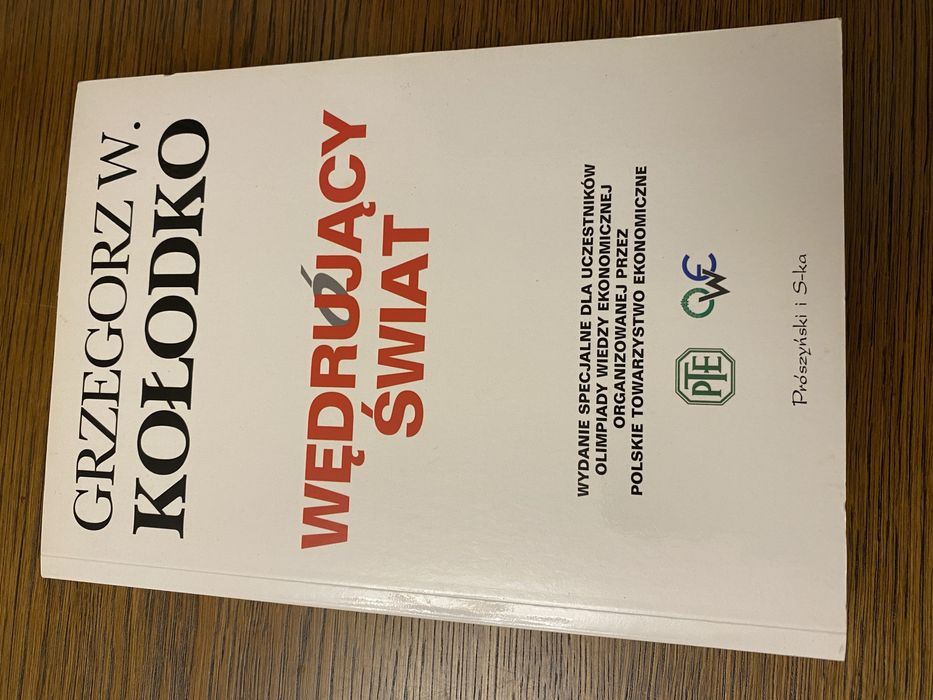 GRZEGORZ W.
KOŁODKO
WĘDRUJĄCY
ó
ŚWIAT
WYDANIE SPECJALNE DLA UCZESTNIKÓW
OLIMPIADY WIEDZY EKONOMICZNEJ
ORGANIZOWANEJ PRZEZ
POLSKIE TOWARZYSTWO EKONOMICZNE
PTE
OWE
Prószyński i S-ka